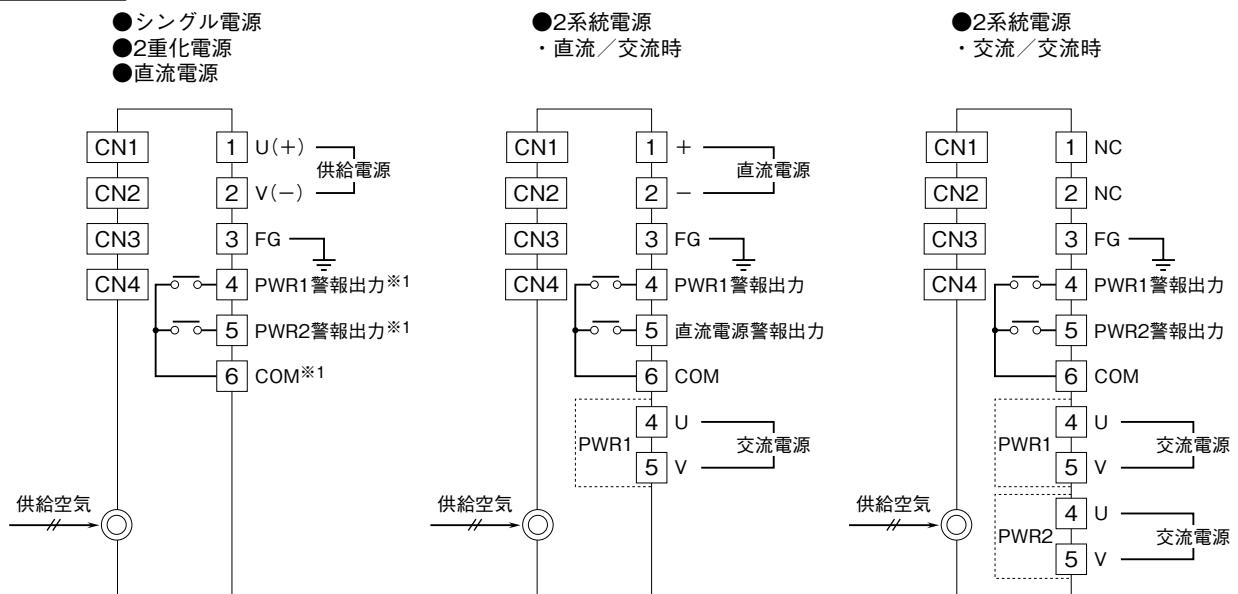 ●シングル電源
●2重化電源
●直流電源
CN1
1 U(+)
供給電源
CN2
2 V(−)
CN3
3 FG
CN4
4 PWR1警報出力※1
5 PWR2警報出力※1
6 COM※1
供給空気
●2系統電源
・直流／交流時
CN1
1 +
直流電源
CN2
2 −
CN3
3 FG
CN4
4 PWR1警報出力
5 直流電源警報出力
6 COM
PWR1
4 U
交流電源
5 V
供給空気
●2系統電源
・交流／交流時
CN1
1 NC
CN2
2 NC
CN3
3 FG
CN4
4 PWR1警報出力
5 PWR2警報出力
6 COM
PWR1
4 U
交流電源
5 V
PWR2
4 U
交流電源
5 V
供給空気